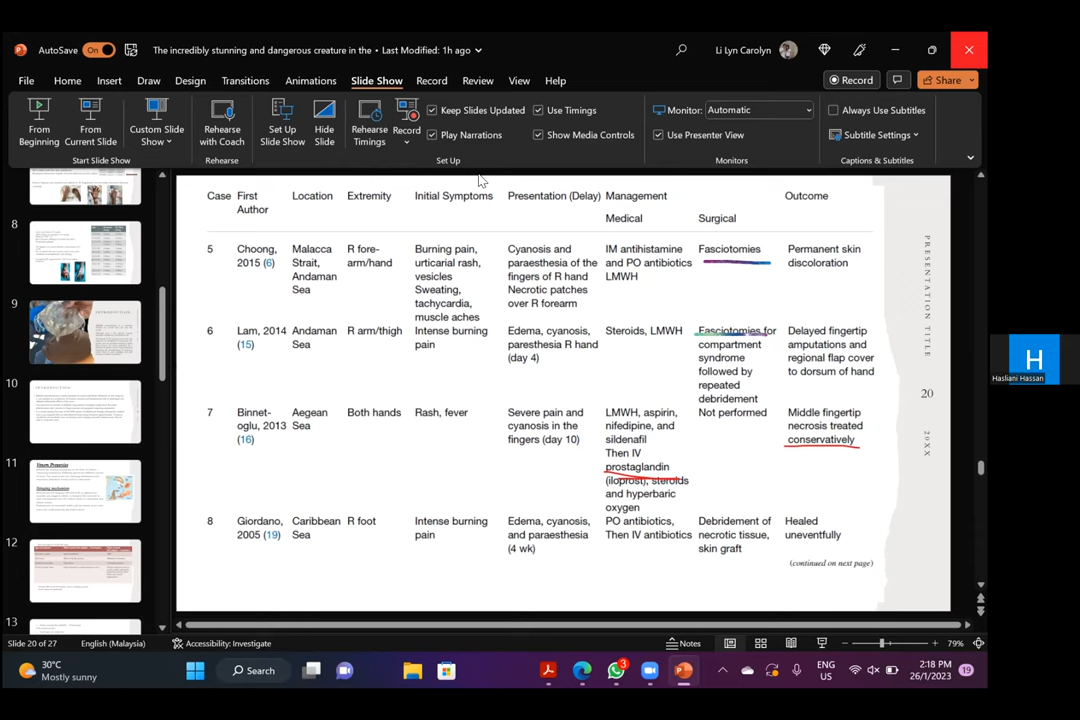 AutoSave On The incredibly stunning and dangerous creature in the • Last Modified: 1h ago Li Lyn Carolyn
File Home Insert Draw Design Transitions Animations Slide Show Record Review View Help Record Share
From Beginning
From Current Slide
Custom Slide Show
Rehearse with Coach
Set Up Slide Show
Hide Slide
Rehearse Timings
Record
Keep Slides Updated Use Timings
Play Narrations Show Media Controls
Monitor: Automatic
Use Presenter View
Always Use Subtitles
Subtitle Settings
Start Slide Show Rehearse Set Up Monitors Captions & Subtitles
8
9
10
11
12
13
Case First Location Extremity Initial Symptoms Presentation (Delay) Management Outcome
Author Medical Surgical
5 Choong, Malacca R fore- Burning pain, Cyanosis and IM antihistamine Fasciotomies Permanent skin
2015 (6) Strait, arm/hand urticarial rash, paraesthesia of the and PO antibiotics discoloration
Andaman vesicles fingers of R hand LMWH
Sea Sweating, Necrotic patches
tachycardia, over R forearm
muscle aches
6 Lam, 2014 Andaman R arm/thigh Intense burning Edema, cyanosis, Steroids, LMWH Fasciotomies for Delayed fingertip
(15) Sea pain paresthesia R hand compartment amputations and
(day 4) syndrome regional flap cover
followed by to dorsum of hand
repeated
debridement
7 Binnet- Aegean Both hands Rash, fever Severe pain and LMWH, aspirin, Not performed Middle fingertip
oglu, 2013 Sea cyanosis in the nifedipine, and necrosis treated
(16) fingers (day 10) sildenafil conservatively
Then IV
prostaglandin
(iloprost), steroids
and hyperbaric
oxygen
8 Giordano, Caribbean R foot Intense burning Edema, cyanosis, PO antibiotics, Debridement of Healed
2005 (19) Sea pain and paraesthesia Then IV antibiotics necrotic tissue, uneventfully
(4 wk) skin graft
(continued on next page)
PRESENTATION TITLE
20
20XX
H
Hasliani Hassan
Slide 20 of 27 English (Malaysia) Accessibility: Investigate Notes 79%
30°C
Mostly sunny
Search
3
ENG
US
2:18 PM
26/1/2023
19